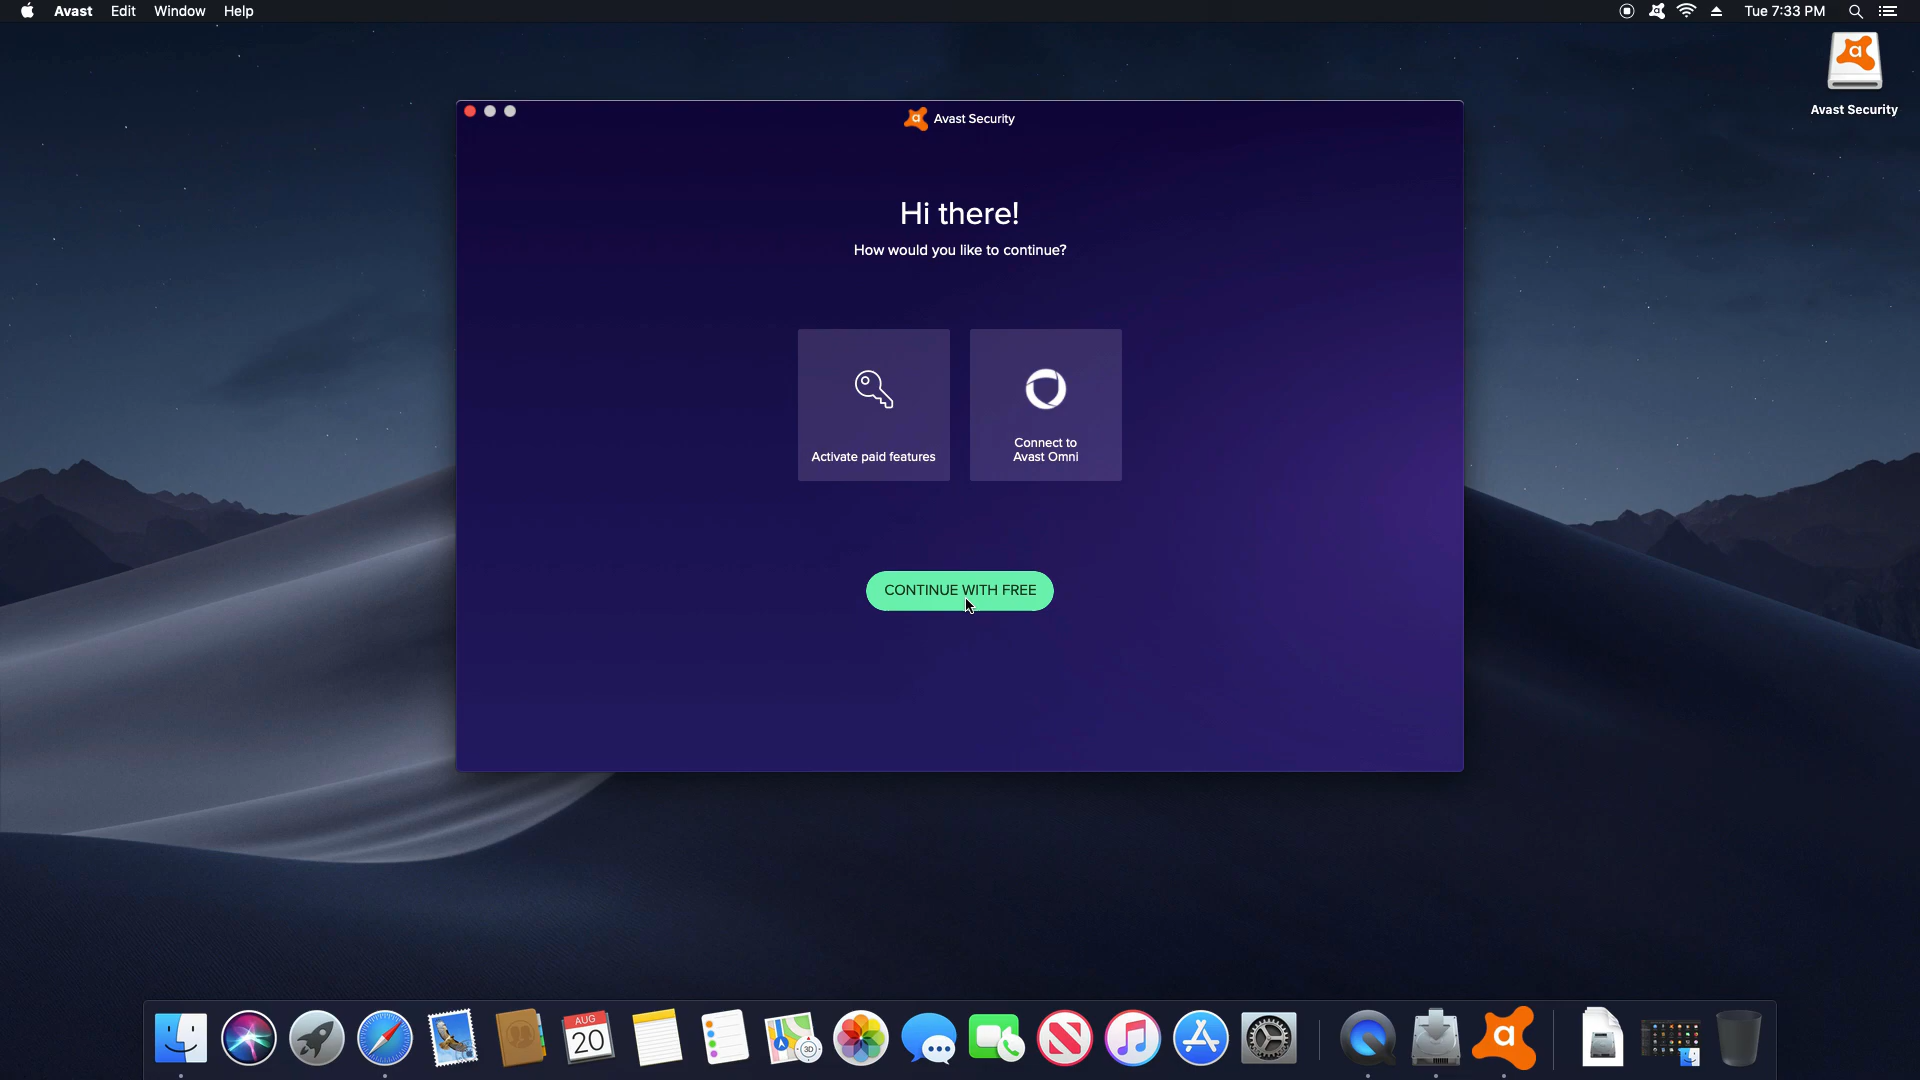 Avast Edit Window Help
Tue 7:33 PM
a
Avast Security
a Avast Security
Hi there!
How would you like to continue?
Activate paid features
Connect to
Avast Omni
CONTINUE WITH FREE
AUG
20
3D
a